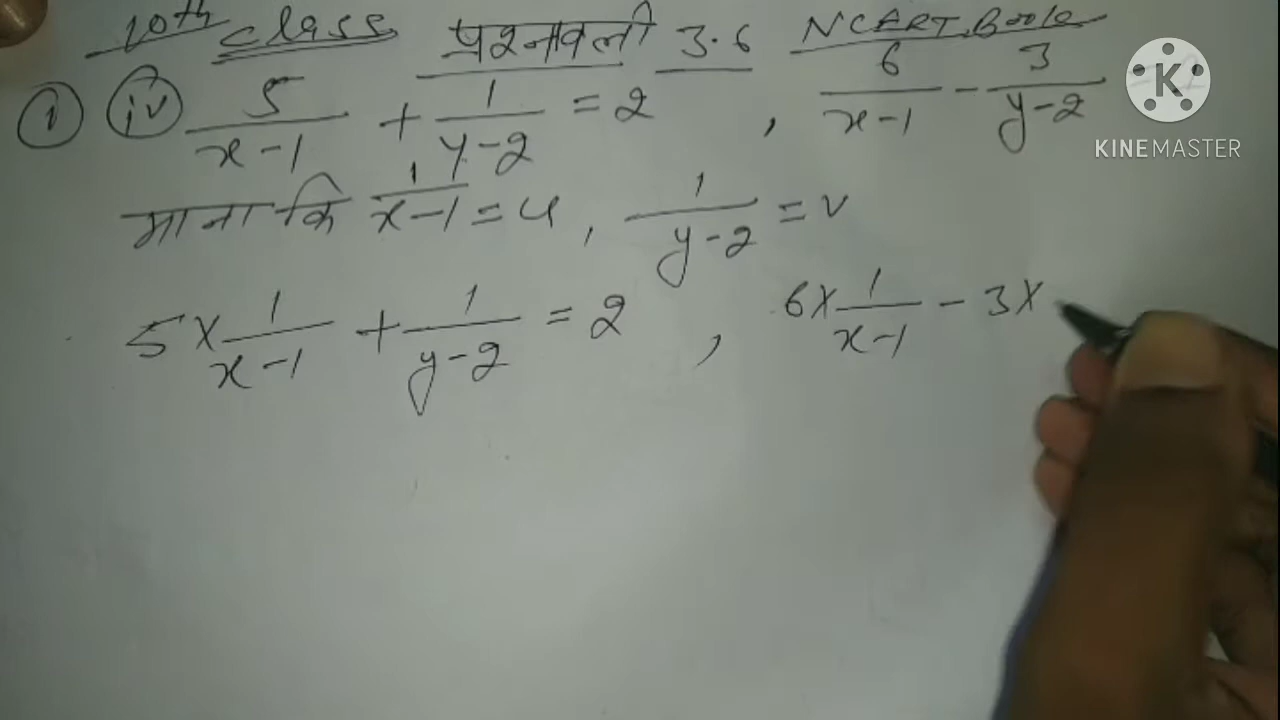 10th class प्रश्नावली 3.6 NCERT Book
① (iv) 5/(x-1) + 1/(y-2) = 2 , 6/(x-1) - 3/(y-2)
K
KINEMASTER
माना कि 1/(x-1) = u , 1/(y-2) = v
5 × 1/(x-1) + 1/(y-2) = 2 , 6 × 1/(x-1) - 3 ×